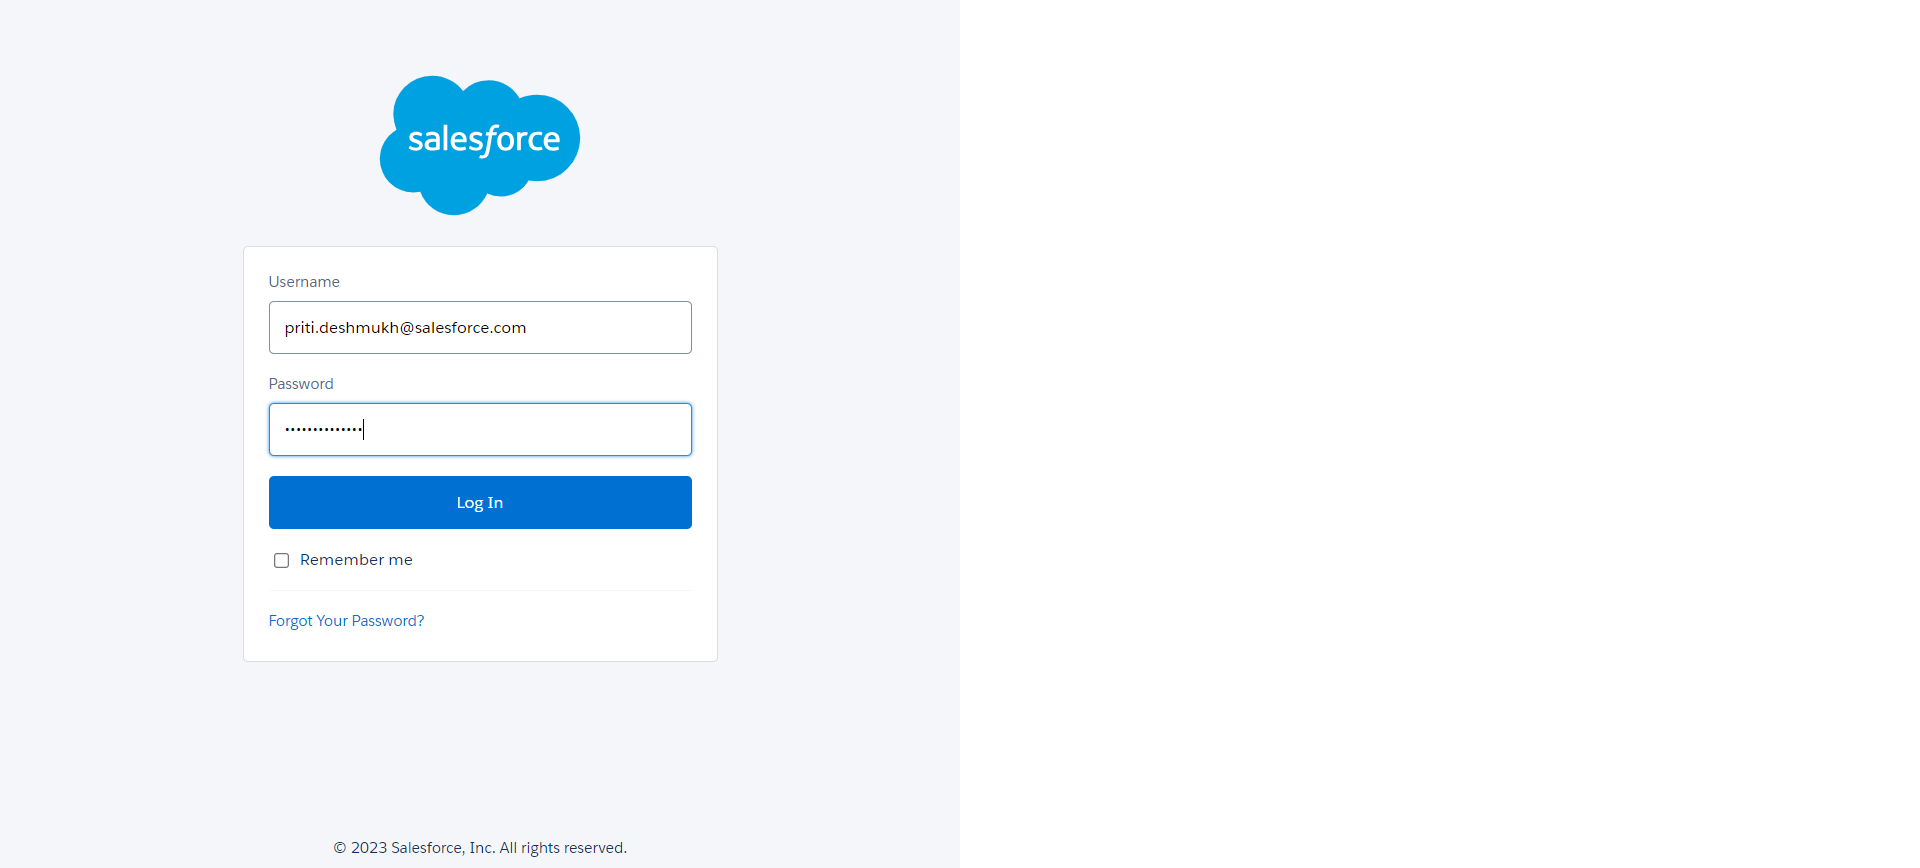 salesforce
Username
priti.deshmukh@salesforce.com
Password
••••••••••••••
Log In
Remember me
Forgot Your Password?
© 2023 Salesforce, Inc. All rights reserved.